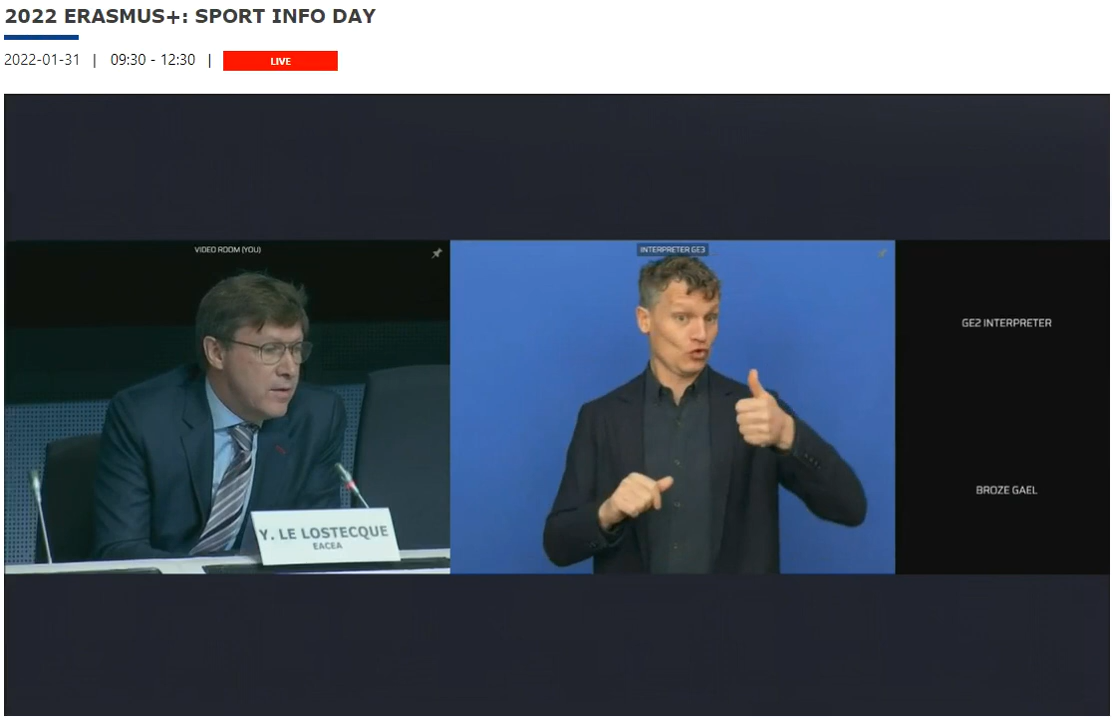 2022 ERASMUS+: SPORT INFO DAY
2022-01-31 | 09:30 - 12:30 | LIVE
VIDEO ROOM (YOU)
INTERPRETER GE3
GE2 INTERPRETER
BROZE GAEL
Y. LE LOSTECQUE
EACEA